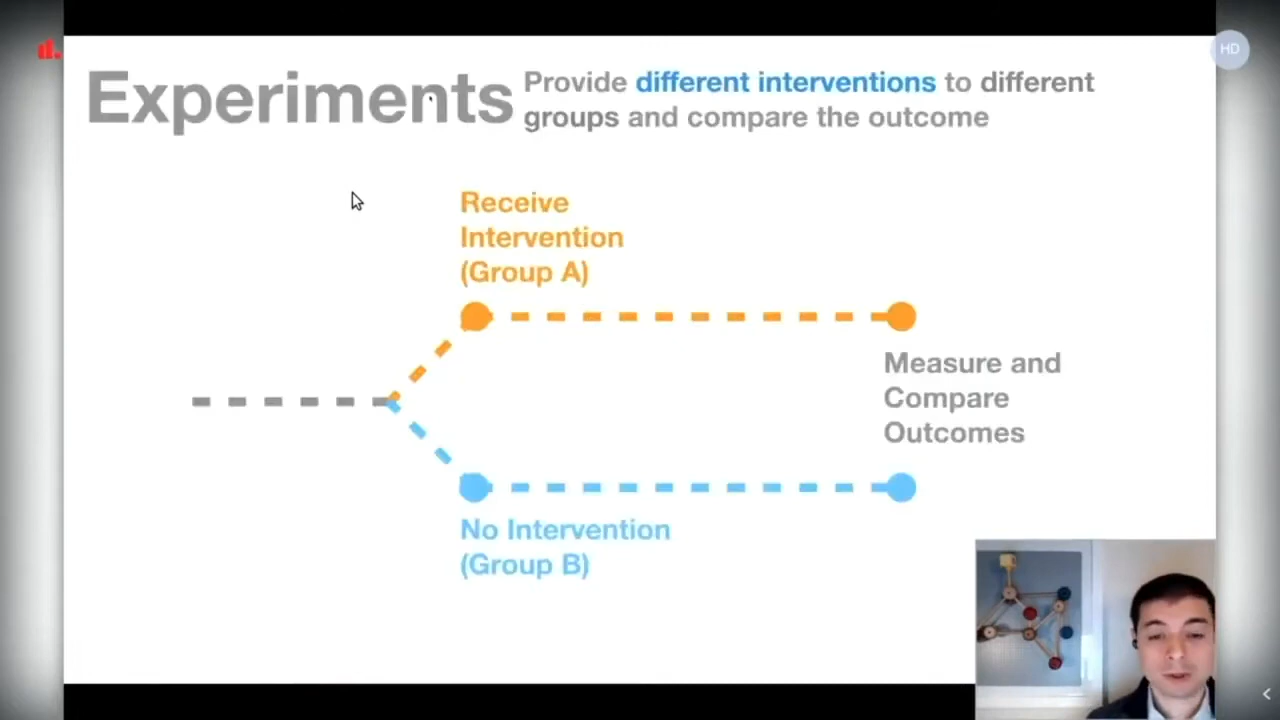 Experiments
Provide different interventions to different
groups and compare the outcome
HD
Receive
Intervention
(Group A)
Measure and
Compare
Outcomes
No Intervention
(Group B)